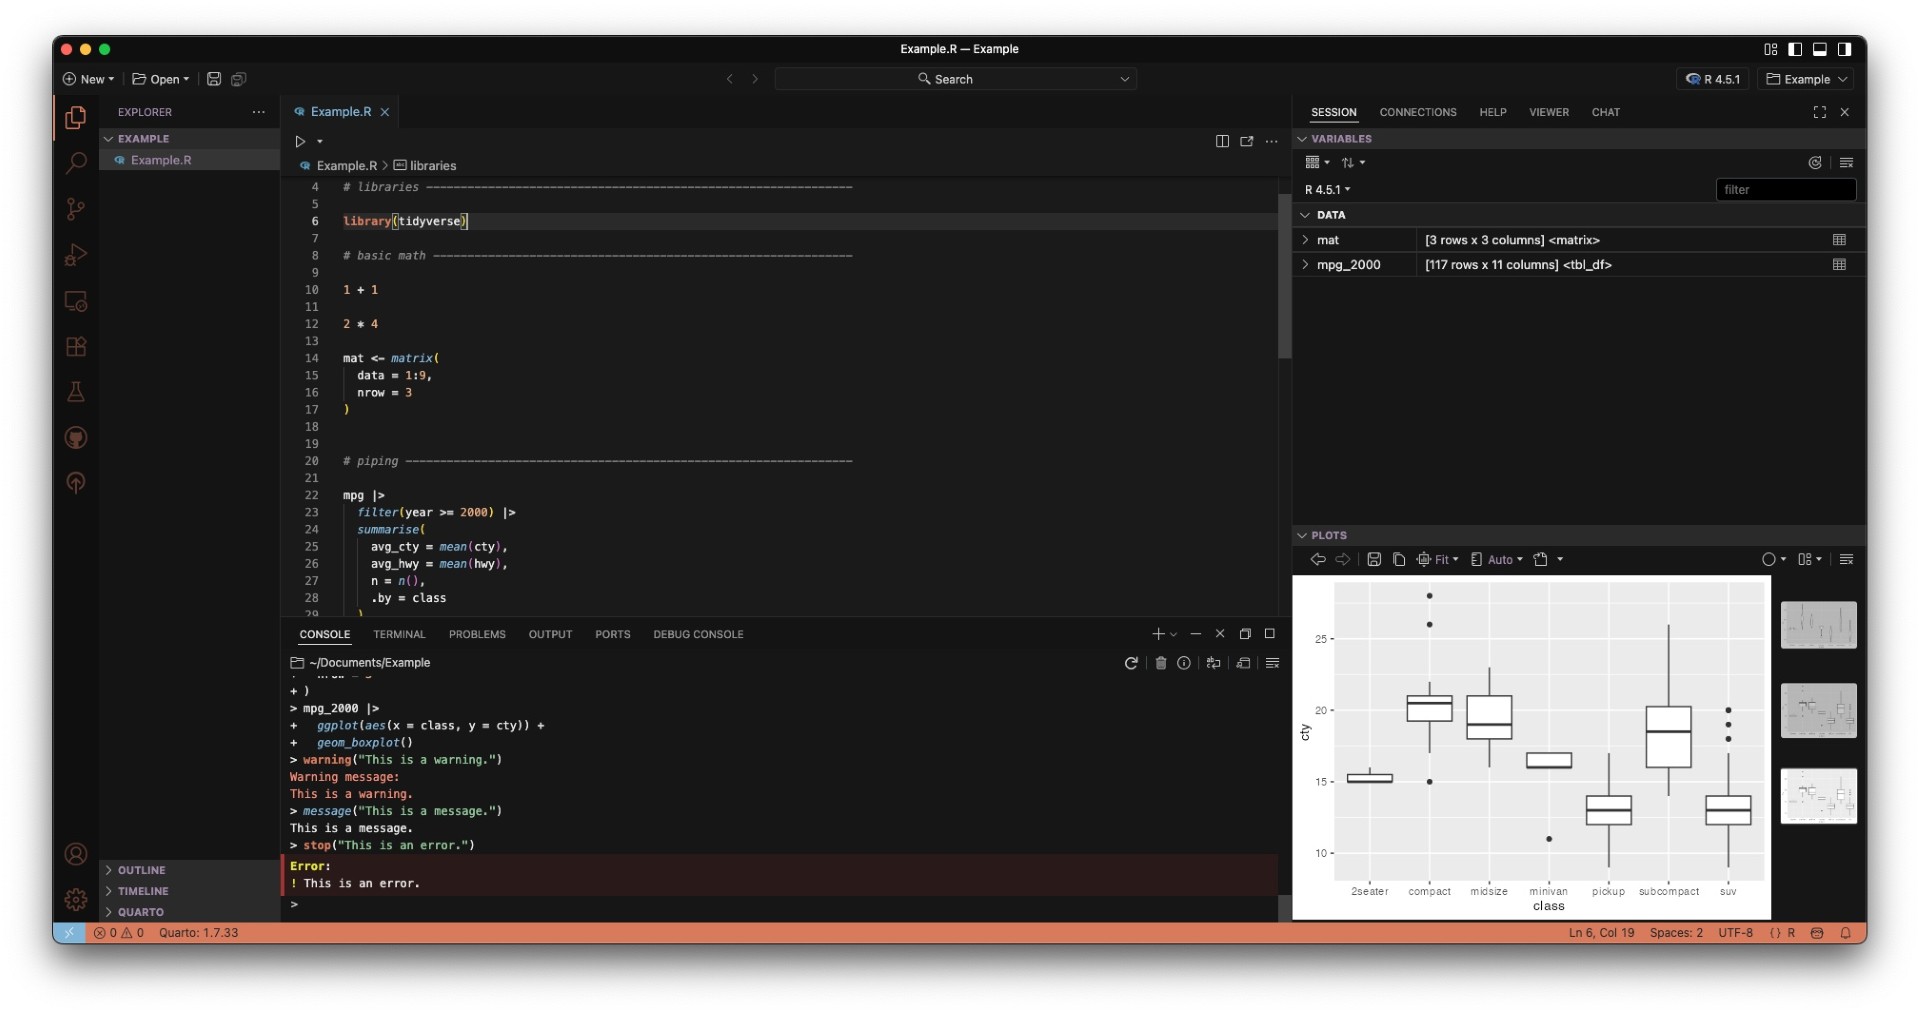 Example.R — Example
New
Open
Search
R 4.5.1
Example
EXPLORER
EXAMPLE
Example.R
OUTLINE
TIMELINE
QUARTO
Example.R
Example.R > libraries
4 # libraries ---------------------------------------------------------------
5
6 library(tidyverse)
7
8 # basic math --------------------------------------------------------------
9
10 1 + 1
11
12 2 * 4
13
14 mat <- matrix(
15 data = 1:9,
16 nrow = 3
17 )
18
19
20 # piping ------------------------------------------------------------------
21
22 mpg |>
23 filter(year >= 2000) |>
24 summarise(
25 avg_cty = mean(cty),
26 avg_hwy = mean(hwy),
27 n = n(),
28 .by = class
29 )
CONSOLE TERMINAL PROBLEMS OUTPUT PORTS DEBUG CONSOLE
~/Documents/Example
+ nrow = 3
+ )
> mpg_2000 |>
+ ggplot(aes(x = class, y = cty)) +
+ geom_boxplot()
> warning("This is a warning.")
Warning message:
This is a warning.
> message("This is a message.")
This is a message.
> stop("This is an error.")
Error:
! This is an error.
>
SESSION CONNECTIONS HELP VIEWER CHAT
VARIABLES
R 4.5.1
filter
DATA
mat [3 rows x 3 columns] <matrix>
mpg_2000 [117 rows x 11 columns] <tbl_df>
PLOTS
Fit
Auto
25
20
15
10
cty
2seater compact midsize minivan pickup subcompact suv
class
0 0 Quarto: 1.7.33
Ln 6, Col 19 Spaces: 2 UTF-8 {} R